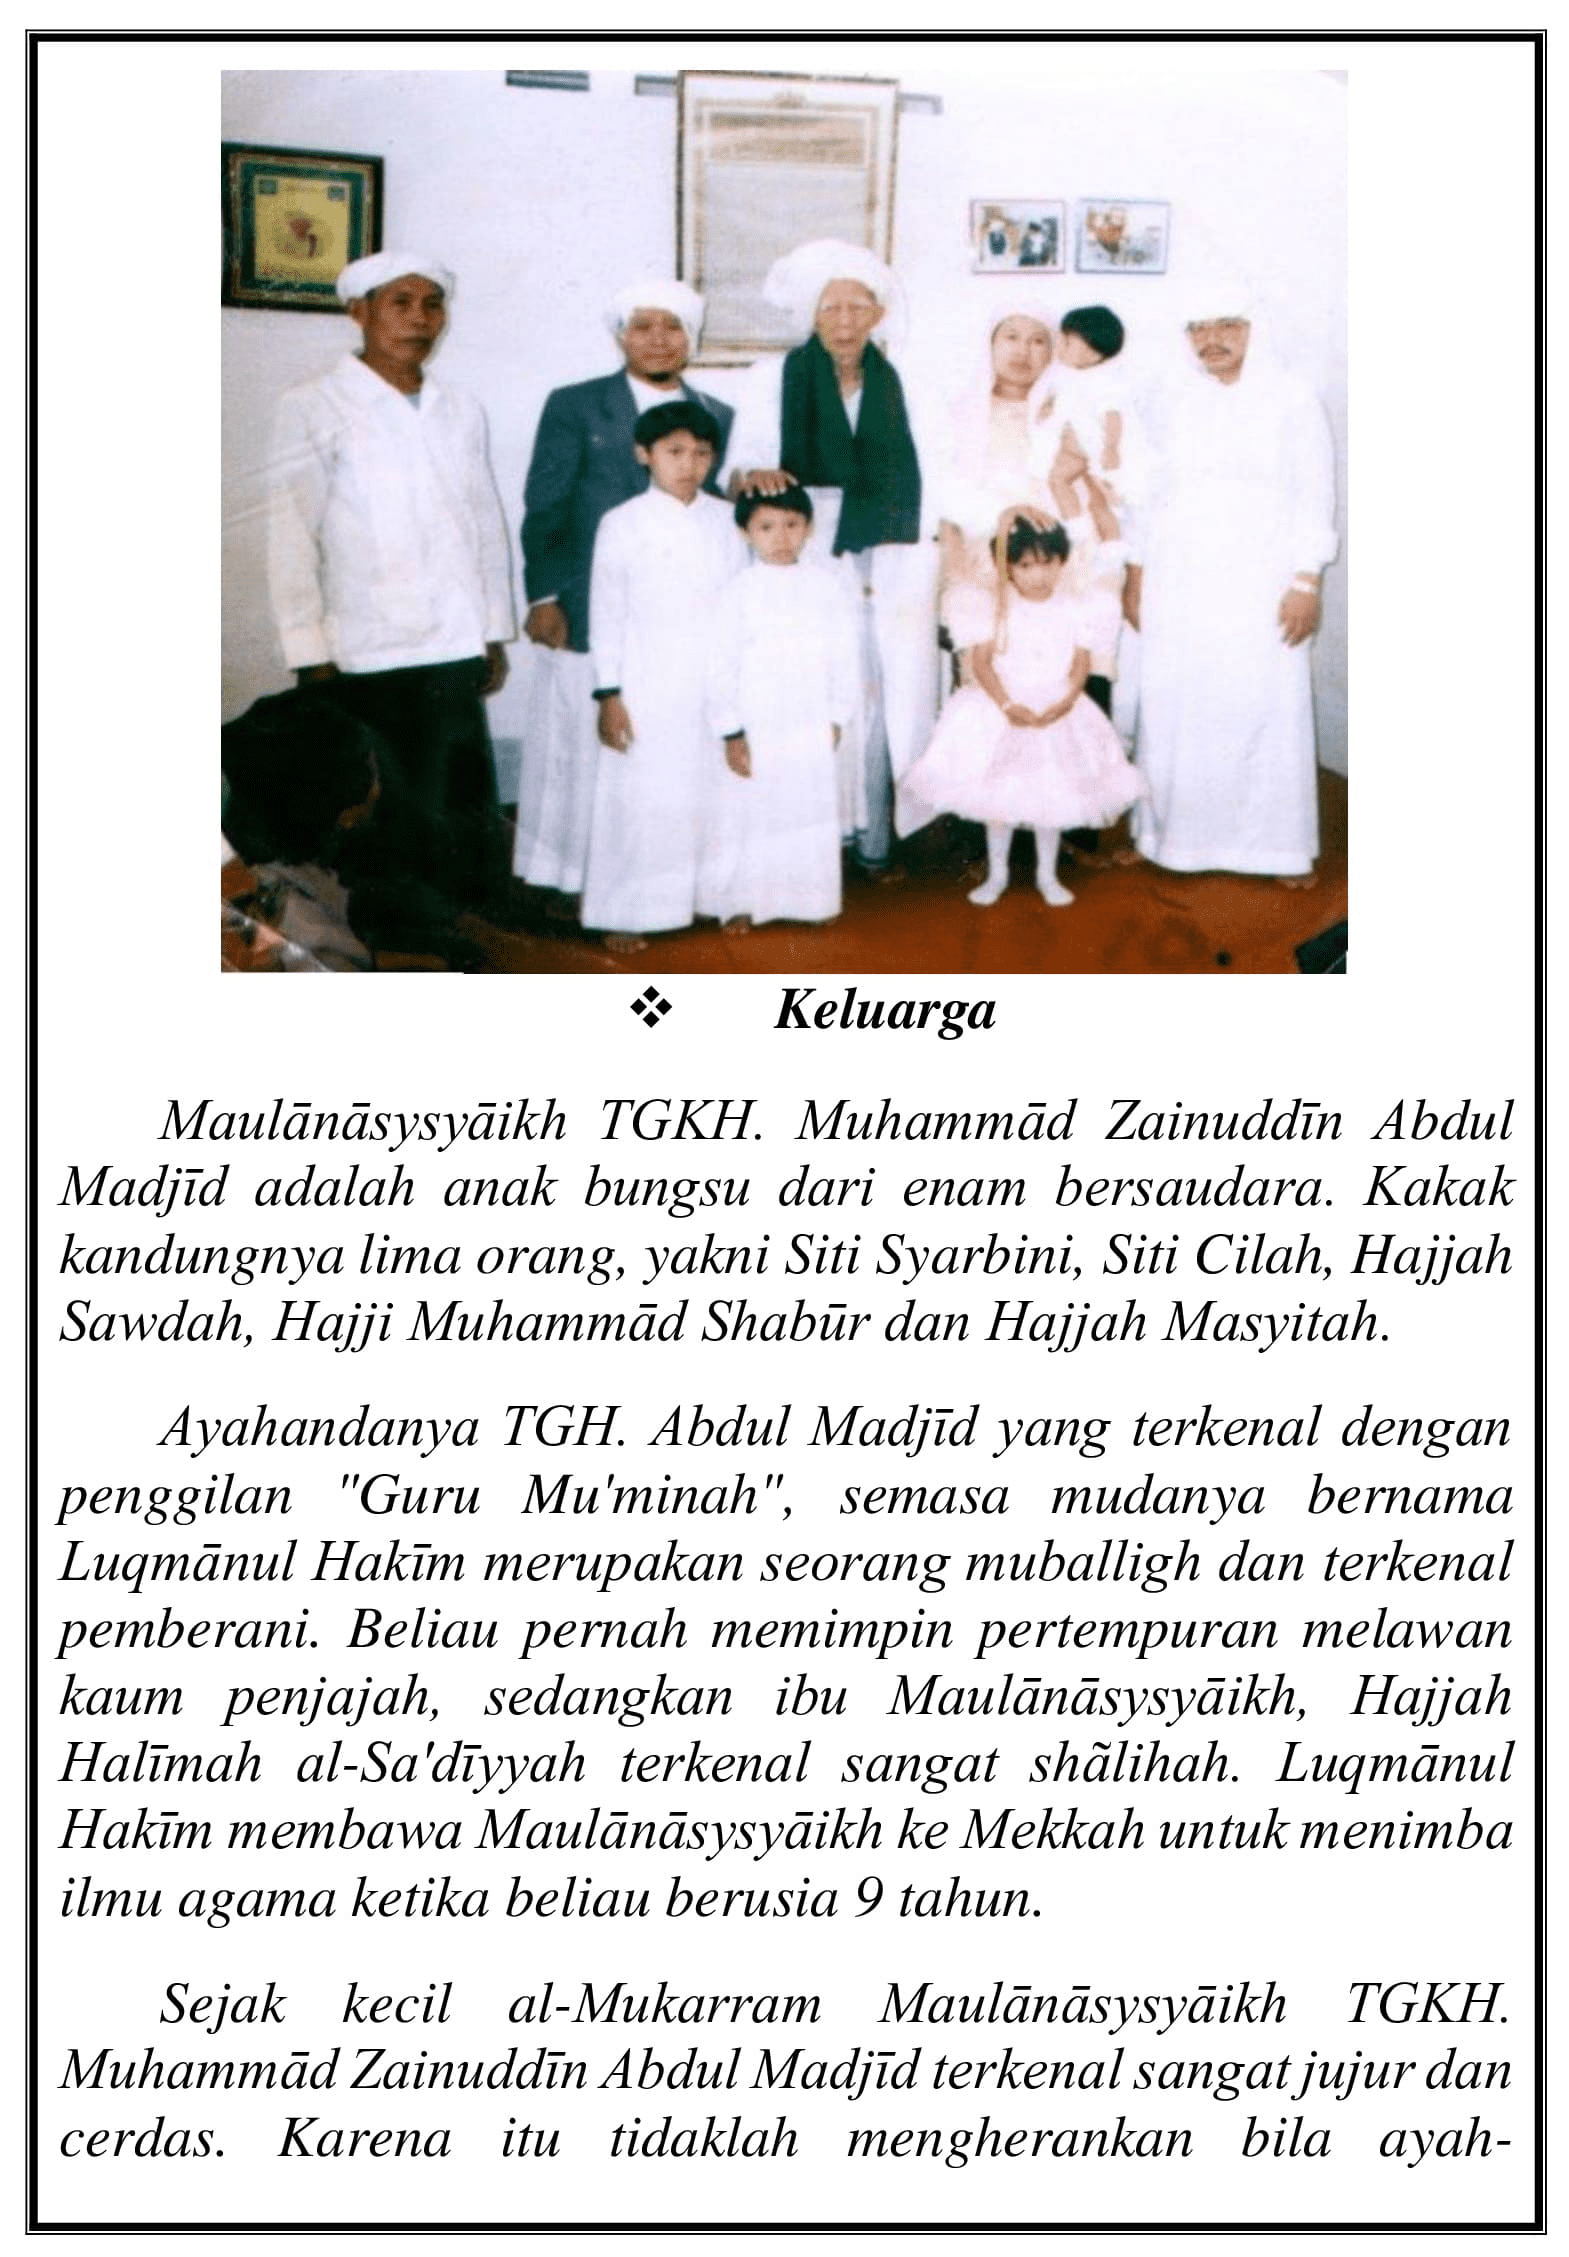 ❖ Keluarga
Maulānāsysyāikh TGKH. Muhammād Zainuddīn Abdul
Madjīd adalah anak bungsu dari enam bersaudara. Kakak
kandungnya lima orang, yakni Siti Syarbini, Siti Cilah, Hajjah
Sawdah, Hajji Muhammād Shabūr dan Hajjah Masyitah.
Ayahandanya TGH. Abdul Madjīd yang terkenal dengan
penggilan "Guru Mu'minah", semasa mudanya bernama
Luqmānul Hakīm merupakan seorang muballigh dan terkenal
pemberani. Beliau pernah memimpin pertempuran melawan
kaum penjajah, sedangkan ibu Maulānāsysyāikh, Hajjah
Halīmah al-Sa'dīyyah terkenal sangat shãlihah. Luqmānul
Hakīm membawa Maulānāsysyāikh ke Mekkah untuk menimba
ilmu agama ketika beliau berusia 9 tahun.
Sejak kecil al-Mukarram Maulānāsysyāikh TGKH.
Muhammād Zainuddīn Abdul Madjīd terkenal sangat jujur dan
cerdas. Karena itu tidaklah mengherankan bila ayah-